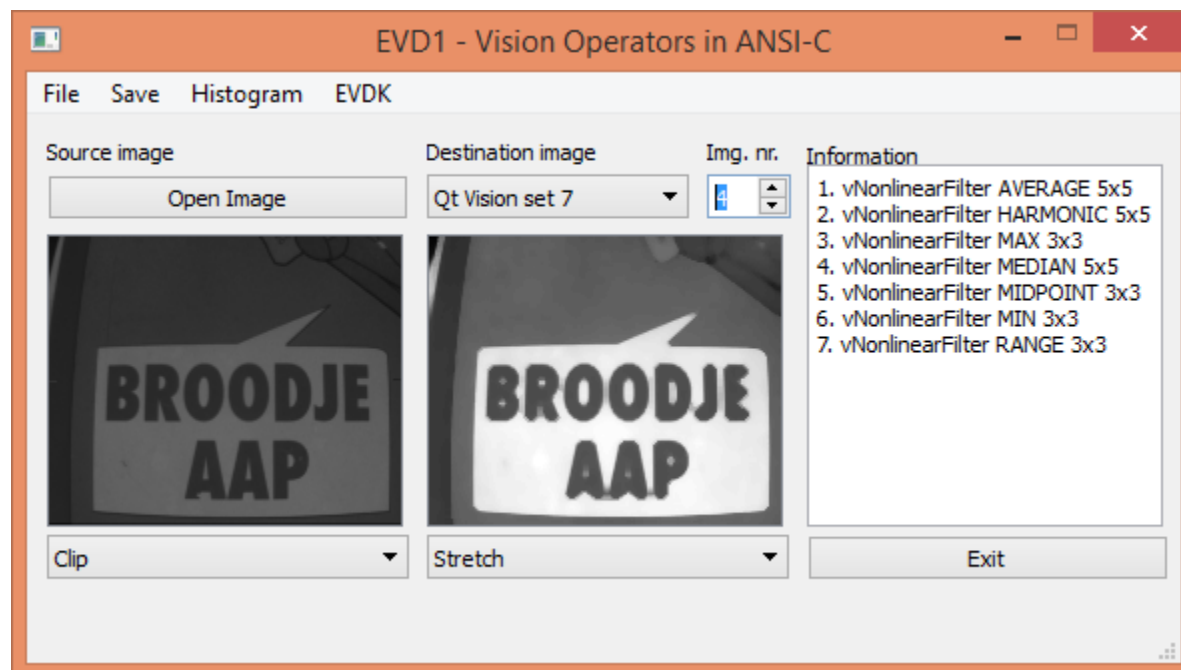 EVD1 - Vision Operators in ANSI-C
File Save Histogram EVDK
Source image
Destination image
Img. nr.
Information
Open Image
Qt Vision set 7
4
1. vNonlinearFilter AVERAGE 5x5
2. vNonlinearFilter HARMONIC 5x5
3. vNonlinearFilter MAX 3x3
4. vNonlinearFilter MEDIAN 5x5
5. vNonlinearFilter MIDPOINT 3x3
6. vNonlinearFilter MIN 3x3
7. vNonlinearFilter RANGE 3x3
BROODJE
AAP
BROODJE
AAP
Clip
Stretch
Exit